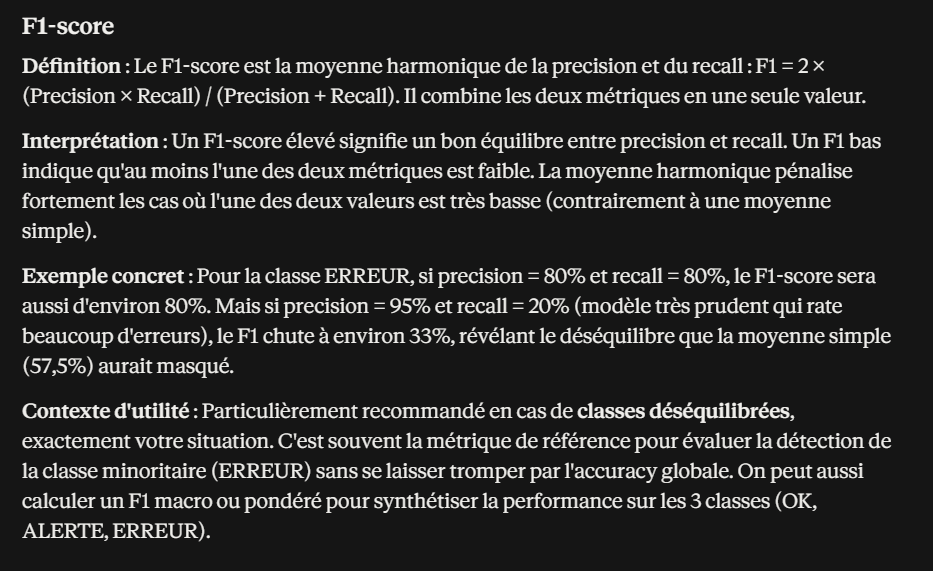 F1-score
Définition : Le F1-score est la moyenne harmonique de la precision et du recall : F1 = 2 ×
(Precision × Recall) / (Precision + Recall). Il combine les deux métriques en une seule valeur.
Interprétation : Un F1-score élevé signifie un bon équilibre entre precision et recall. Un F1 bas
indique qu'au moins l'une des deux métriques est faible. La moyenne harmonique pénalise
fortement les cas où l'une des deux valeurs est très basse (contrairement à une moyenne
simple).
Exemple concret : Pour la classe ERREUR, si precision = 80% et recall = 80%, le F1-score sera
aussi d'environ 80%. Mais si precision = 95% et recall = 20% (modèle très prudent qui rate
beaucoup d'erreurs), le F1 chute à environ 33%, révélant le déséquilibre que la moyenne simple
(57,5%) aurait masqué.
Contexte d'utilité : Particulièrement recommandé en cas de classes déséquilibrées,
exactement votre situation. C'est souvent la métrique de référence pour évaluer la détection de
la classe minoritaire (ERREUR) sans se laisser tromper par l'accuracy globale. On peut aussi
calculer un F1 macro ou pondéré pour synthétiser la performance sur les 3 classes (OK,
ALERTE, ERREUR).